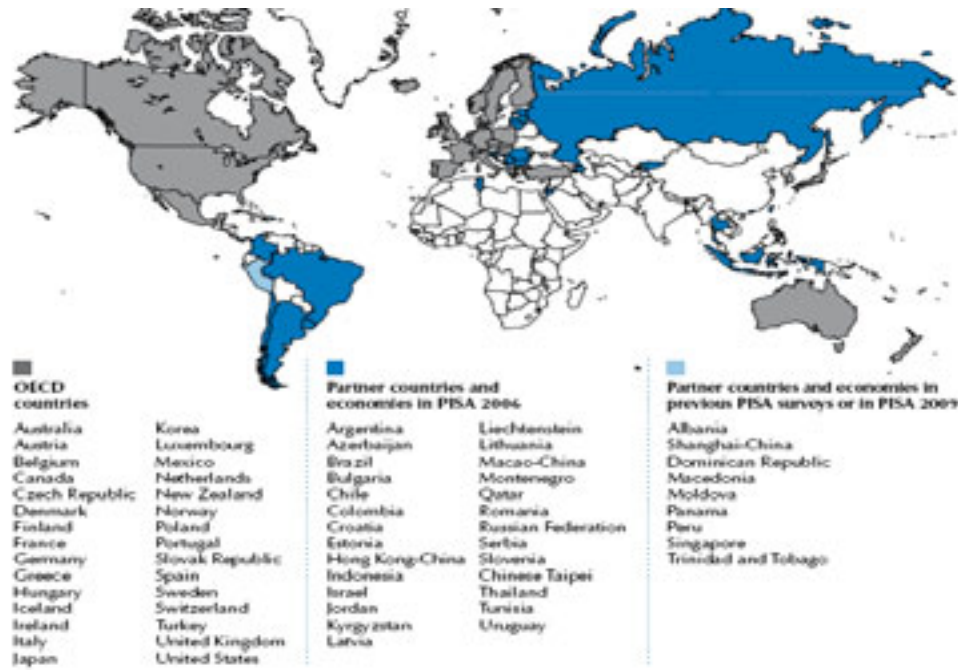 OECD
countries
Australia
Austria
Belgium
Canada
Czech Republic
Denmark
Finland
France
Germany
Greece
Hungary
Iceland
Ireland
Italy
Japan
Korea
Luxembourg
Mexico
Netherlands
New Zealand
Norway
Poland
Portugal
Slovak Republic
Spain
Sweden
Switzerland
Turkey
United Kingdom
United States
Partner countries and
economies in PISA 2006
Argentina
Azerbaijan
Brazil
Bulgaria
Chile
Colombia
Croatia
Estonia
Hong Kong-China
Indonesia
Israel
Jordan
Kyrgyzstan
Latvia
Liechtenstein
Lithuania
Macao-China
Montenegro
Qatar
Romania
Russian Federation
Serbia
Slovenia
Chinese Taipei
Thailand
Tunisia
Uruguay
Partner countries and economies in
previous PISA surveys or in PISA 2009
Albania
Shanghai-China
Dominican Republic
Macedonia
Moldova
Panama
Peru
Singapore
Trinidad and Tobago